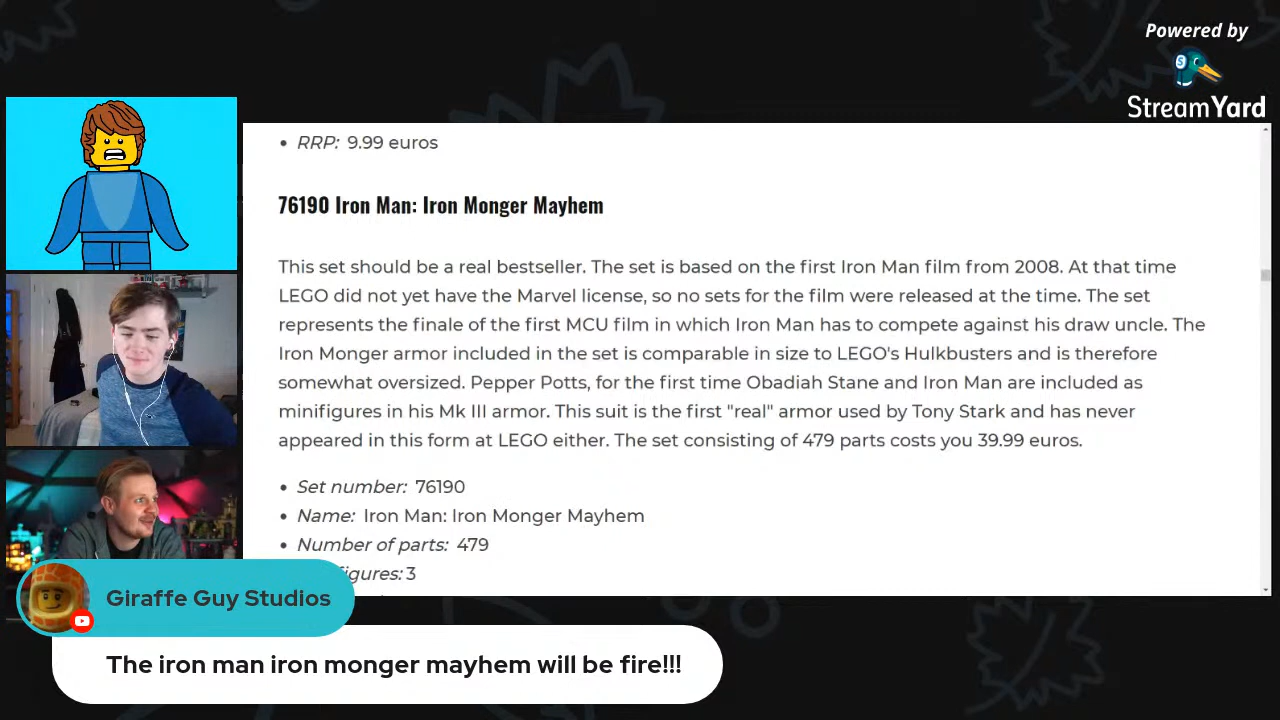 Powered by
StreamYard
• RRP: 9.99 euros
76190 Iron Man: Iron Monger Mayhem
This set should be a real bestseller. The set is based on the first Iron Man film from 2008. At that time
LEGO did not yet have the Marvel license, so no sets for the film were released at the time. The set
represents the finale of the first MCU film in which Iron Man has to compete against his draw uncle. The
Iron Monger armor included in the set is comparable in size to LEGO's Hulkbusters and is therefore
somewhat oversized. Pepper Potts, for the first time Obadiah Stane and Iron Man are included as
minifigures in his Mk III armor. This suit is the first "real" armor used by Tony Stark and has never
appeared in this form at LEGO either. The set consisting of 479 parts costs you 39.99 euros.
• Set number: 76190
• Name: Iron Man: Iron Monger Mayhem
• Number of parts: 479
figures: 3
Giraffe Guy Studios
The iron man iron monger mayhem will be fire!!!